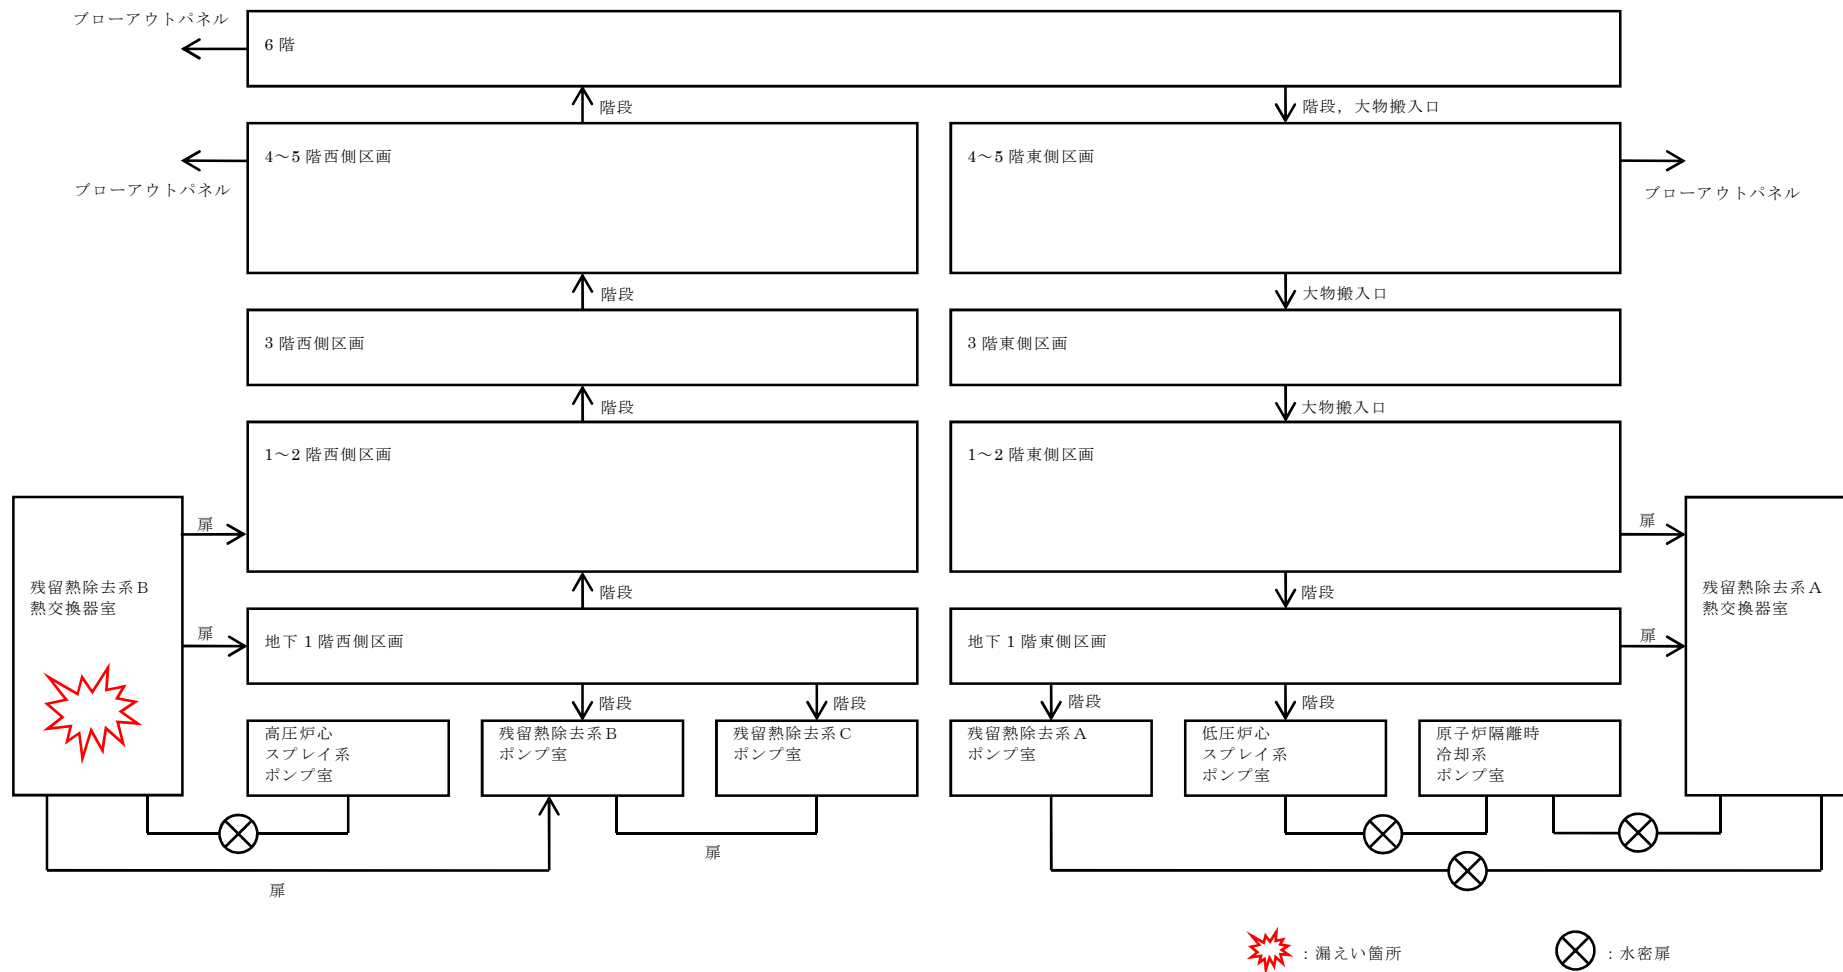 ブローアウトパネル
6 階
階段
階段，大物搬入口
4～5 階西側区画
4～5 階東側区画
ブローアウトパネル
ブローアウトパネル
階段
大物搬入口
3 階西側区画
3 階東側区画
階段
大物搬入口
1～2 階西側区画
1～2 階東側区画
扉
扉
残留熱除去系B
熱交換器室
階段
階段
残留熱除去系A
熱交換器室
扉
地下 1 階西側区画
地下 1 階東側区画
扉
階段
階段
階段
階段
高圧炉心
スプレイ系
ポンプ室
残留熱除去系B
ポンプ室
残留熱除去系C
ポンプ室
残留熱除去系A
ポンプ室
低圧炉心
スプレイ系
ポンプ室
原子炉隔離時
冷却系
ポンプ室
扉
扉
：漏えい箇所
：水密扉